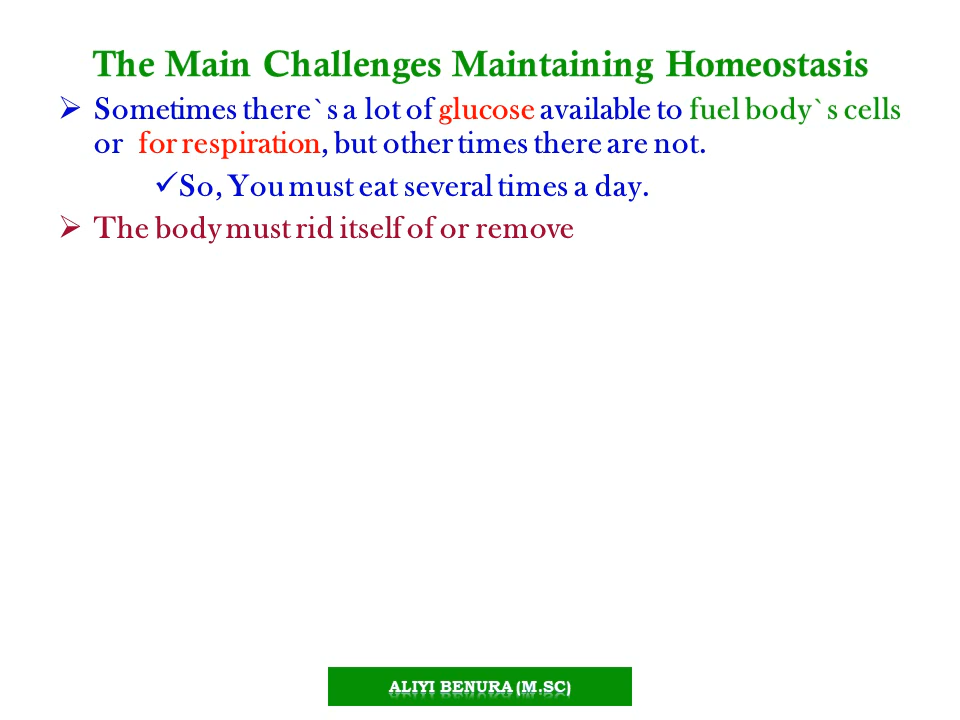 The Main Challenges Maintaining Homeostasis
➢ Sometimes there`s a lot of glucose available to fuel body`s cells
or for respiration, but other times there are not.
✓So, You must eat several times a day.
➢ The body must rid itself of or remove
ALIYI BENURA (M.SC)